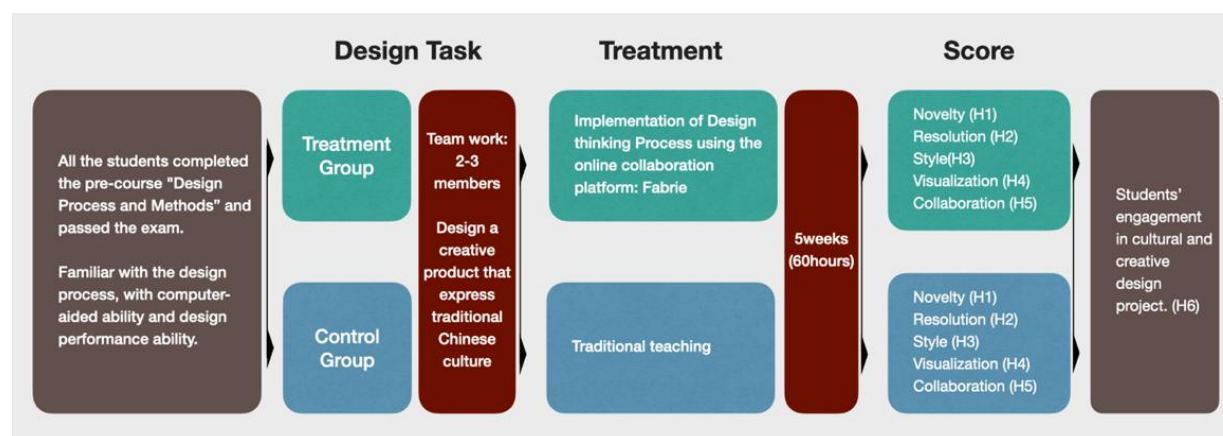 Design Task
Treatment
Score
All the students completed
the pre-course "Design
Process and Methods” and
passed the exam.
Familiar with the design
process, with computer-
aided ability and design
performance ability.
Treatment
Group
Control
Group
Team work:
2-3
members
Design a
creative
product that
express
traditional
Chinese
culture
Implementation of Design
thinking Process using the
online collaboration
platform: Fabrie
Traditional teaching
5weeks
(60hours)
Novelty (H1)
Resolution (H2)
Style(H3)
Visualization (H4)
Collaboration (H5)
Novelty (H1)
Resolution (H2)
Style (H3)
Visualization (H4)
Collaboration (H5)
Students’
engagement
in cultural and
creative
design
project. (H6)